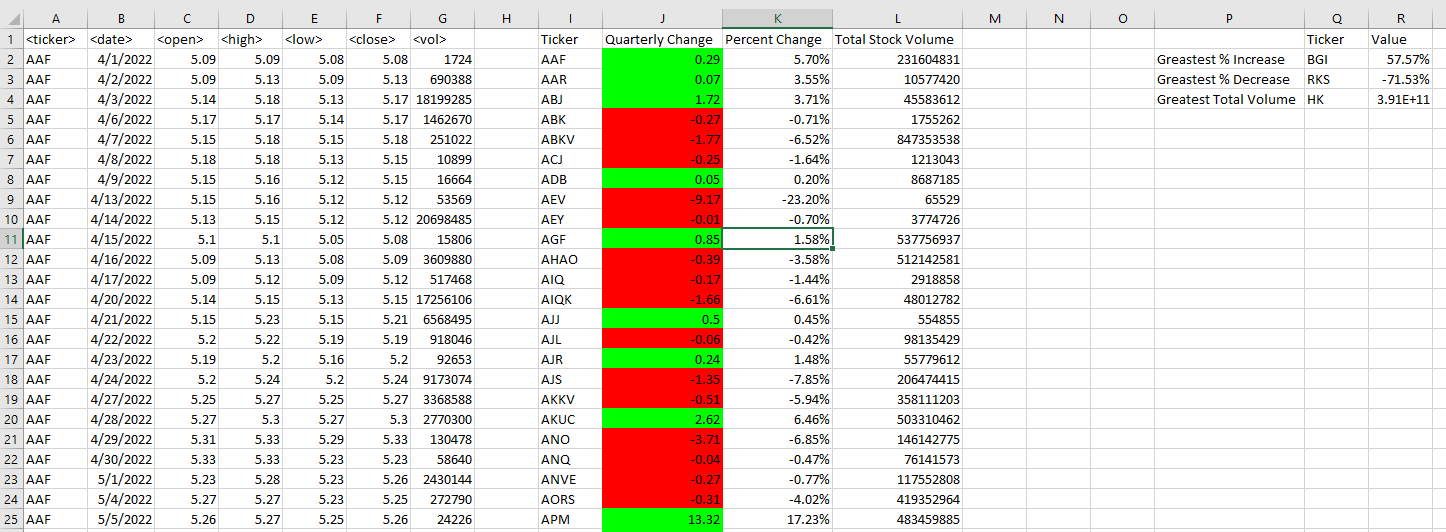 A B C D E F G H I J K L M N O P Q R
1 <ticker> <date> <open> <high> <low> <close> <vol> Ticker Quarterly Change Percent Change Total Stock Volume Ticker Value
2 AAF 4/1/2022 5.09 5.09 5.08 5.08 1724 AAF 0.29 5.70% 231604831 Greastest % Increase BGI 57.57%
3 AAF 4/2/2022 5.09 5.13 5.09 5.13 690388 AAR 0.07 3.55% 10577420 Greastest % Decrease RKS -71.53%
4 AAF 4/3/2022 5.14 5.18 5.13 5.17 18199285 ABJ 1.72 3.71% 45583612 Greatest Total Volume HK 3.91E+11
5 AAF 4/6/2022 5.17 5.17 5.14 5.17 1462670 ABK -0.27 -0.71% 1755262
6 AAF 4/7/2022 5.15 5.18 5.15 5.18 251022 ABKV -1.77 -6.52% 847353538
7 AAF 4/8/2022 5.18 5.18 5.13 5.15 10899 ACJ -0.25 -1.64% 1213043
8 AAF 4/9/2022 5.15 5.16 5.12 5.15 16664 ADB 0.05 0.20% 8687185
9 AAF 4/13/2022 5.15 5.16 5.12 5.12 53569 AEV -9.17 -23.20% 65529
10 AAF 4/14/2022 5.13 5.15 5.12 5.12 20698485 AEY -0.01 -0.70% 3774726
11 AAF 4/15/2022 5.1 5.1 5.05 5.08 15806 AGF 0.85 1.58% 537756937
12 AAF 4/16/2022 5.09 5.13 5.08 5.09 3609880 AHAO -0.39 -3.58% 512142581
13 AAF 4/17/2022 5.09 5.12 5.09 5.12 517468 AIQ -0.17 -1.44% 2918858
14 AAF 4/20/2022 5.14 5.15 5.13 5.15 17256106 AIQK -1.66 -6.61% 48012782
15 AAF 4/21/2022 5.15 5.23 5.15 5.21 6568495 AJJ 0.5 0.45% 554855
16 AAF 4/22/2022 5.2 5.22 5.19 5.19 918046 AJL -0.06 -0.42% 98135429
17 AAF 4/23/2022 5.19 5.2 5.16 5.2 92653 AJR 0.24 1.48% 55779612
18 AAF 4/24/2022 5.2 5.24 5.2 5.24 9173074 AJS -1.35 -7.85% 206474415
19 AAF 4/27/2022 5.25 5.27 5.25 5.27 3368588 AKKV -0.51 -5.94% 358111203
20 AAF 4/28/2022 5.27 5.3 5.27 5.3 2770300 AKUC 2.62 6.46% 503310462
21 AAF 4/29/2022 5.31 5.33 5.29 5.33 130478 ANO -3.71 -6.85% 146142775
22 AAF 4/30/2022 5.33 5.33 5.23 5.23 58640 ANQ -0.04 -0.47% 76141573
23 AAF 5/1/2022 5.23 5.28 5.23 5.26 2430144 ANVE -0.27 -0.77% 117552808
24 AAF 5/4/2022 5.27 5.27 5.23 5.25 272790 AORS -0.31 -4.02% 419352964
25 AAF 5/5/2022 5.26 5.27 5.25 5.26 24226 APM 13.32 17.23% 483459885